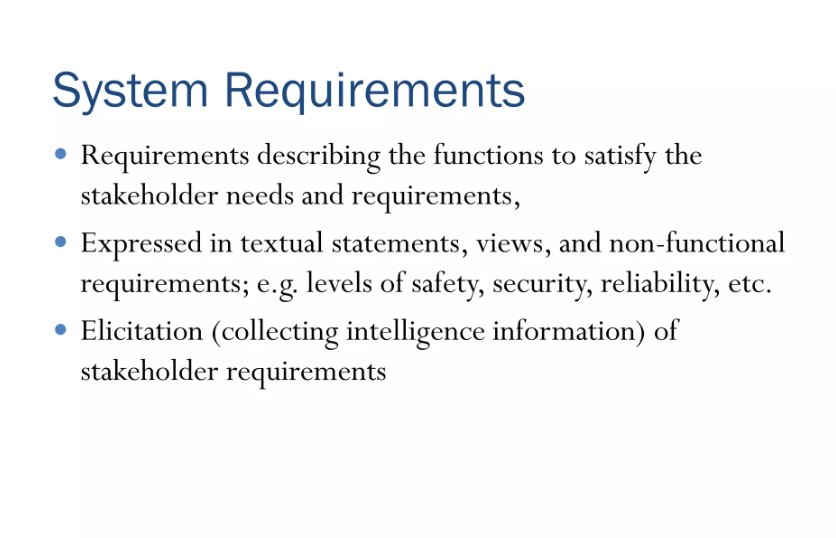 System Requirements
• Requirements describing the functions to satisfy the
stakeholder needs and requirements,
• Expressed in textual statements, views, and non-functional
requirements; e.g. levels of safety, security, reliability, etc.
• Elicitation (collecting intelligence information) of
stakeholder requirements